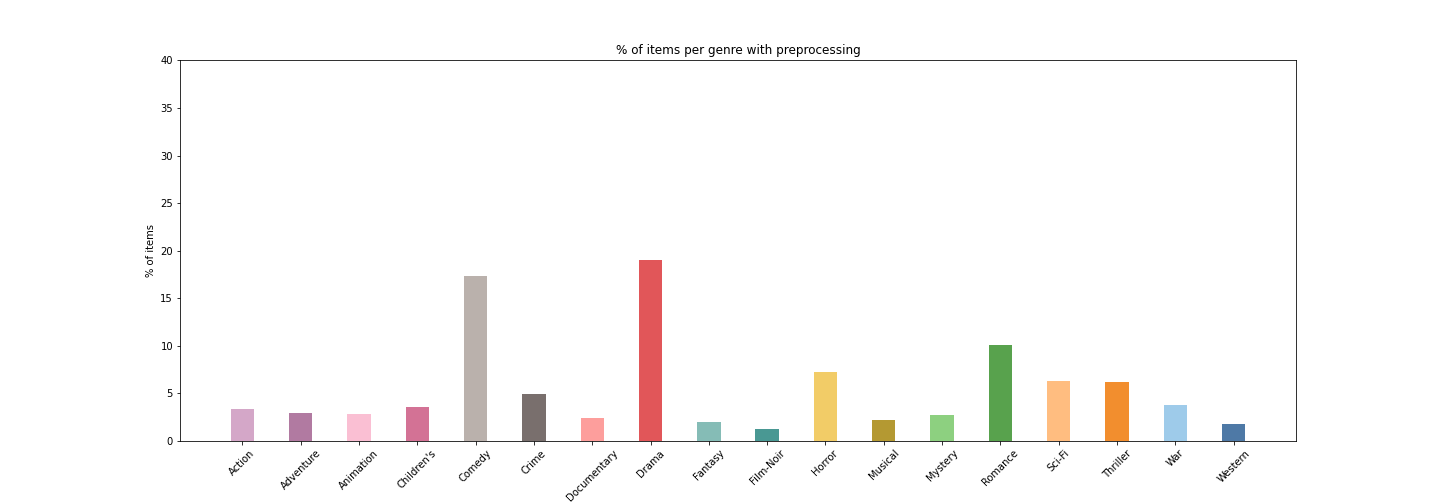 % of items per genre with preprocessing
% of items
40
35
30
25
20
15
10
5
0
Action
Adventure
Animation
Children's
Comedy
Crime
Documentary
Drama
Fantasy
Film-Noir
Horror
Musical
Mystery
Romance
Sci-Fi
Thriller
War
Western